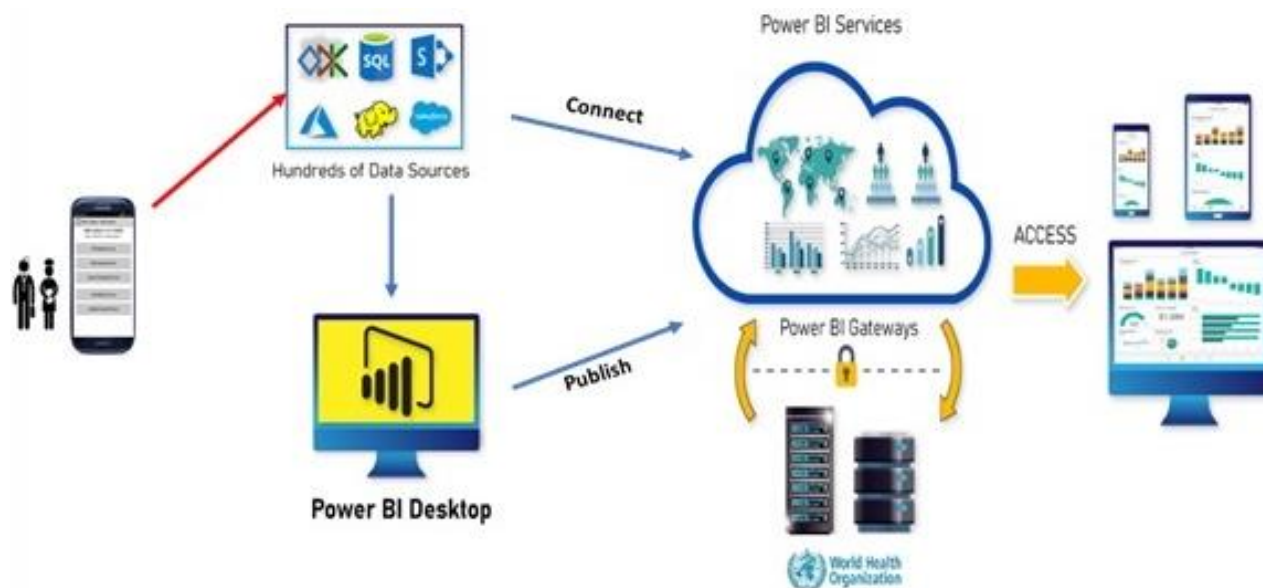 Power BI Services
SQL
S
Connect
Hundreds of Data Sources
ACCESS
Power BI Gateways
Publish
Power BI Desktop
World Health
Organization